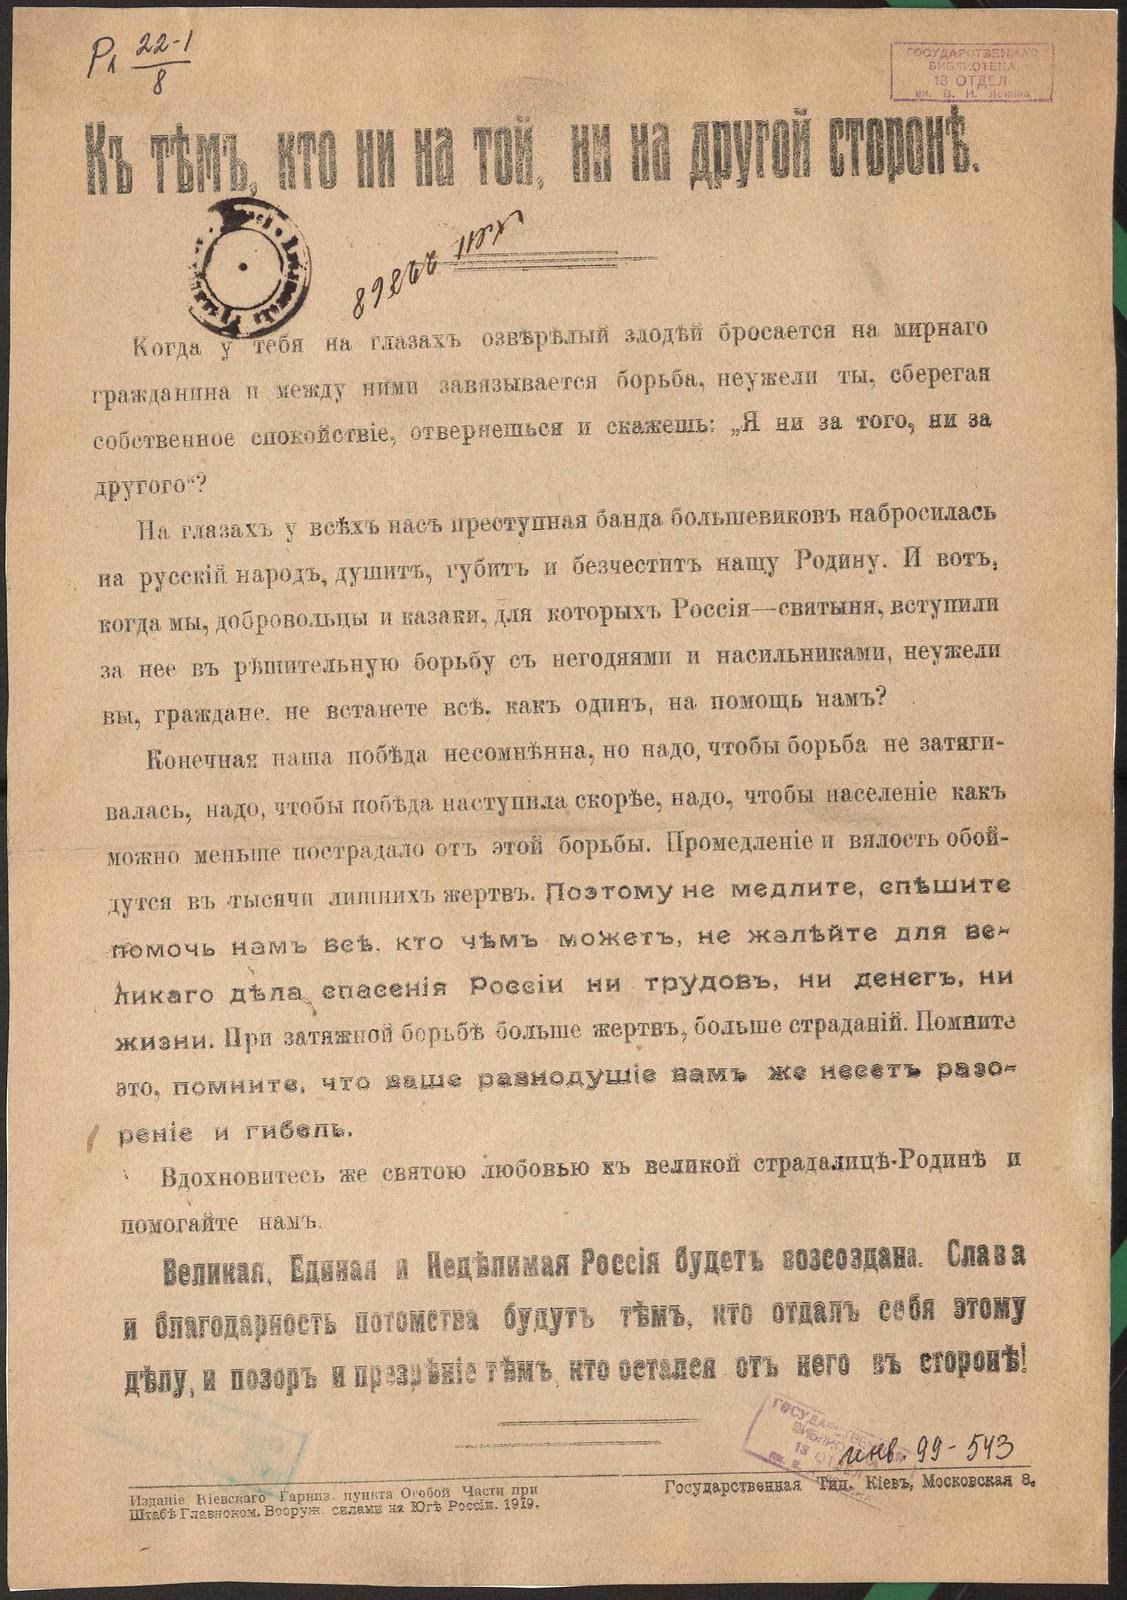 Рл 22-1
8
ГОСУДАРСТВЕННАЯ
БИБЛИОТЕКА
13 ОТДЕЛ
им. В. И. Ленина
Къ тѣмъ, кто ни на той, ни на другой сторонѣ.
Когда у тебя на глазахъ озвѣрѣлый злодѣй бросается на мирнаго
гражданина и между ними завязывается борьба, неужели ты, сберегая
собственное спокойствіе, отвернешься и скажешь: „Я ни за того, ни за
другого“?
На глазахъ у всѣхъ насъ преступная банда большевиковъ набросилась
на русскій народъ, душитъ, губитъ и безчеститъ нашу Родину. И вотъ,
когда мы, добровольцы и казаки, для которыхъ Россія—святыня, вступили
за нее въ рѣшительную борьбу съ негодяями и насильниками, неужели
вы, граждане, не встанете всѣ, какъ одинъ, на помощь намъ?
Конечная наша побѣда несомнѣнна, но надо, чтобы борьба не затяги-
валась, надо, чтобы побѣда наступила скорѣе, надо, чтобы населеніе какъ
можно меньше пострадало отъ этой борьбы. Промедленіе и вялость обой-
дутся въ тысячи лишнихъ жертвъ. Поэтому не медлите, спѣшите
помочь намъ всѣ, кто чѣмъ можетъ, не жалѣйте для ве-
ликаго дѣла спасенія Россіи ни трудовъ, ни денегъ, ни
жизни. При затяжной борьбѣ больше жертвъ, больше страданій. Помните
это, помните, что ваше равнодушіе вамъ же несетъ разо-
реніе и гибель.
Вдохновитесь же святою любовью къ великой страдалицѣ-Родинѣ и
помогайте намъ.
Великая, Единая и Недѣлимая Россія будетъ возсоздана. Слава
и благодарность потомства будутъ тѣмъ, кто отдалъ себя этому
дѣлу, и позоръ и презрѣніе тѣмъ, кто остался отъ него въ сторонѣ!
инв. 99-543
Изданіе Кіевскаго Гарниз. пункта Особой Части при
Штабѣ Главноком. Вооруж. силами на Югѣ Россіи. 1919.
Государственная Тип. Кіевъ, Московская 8.